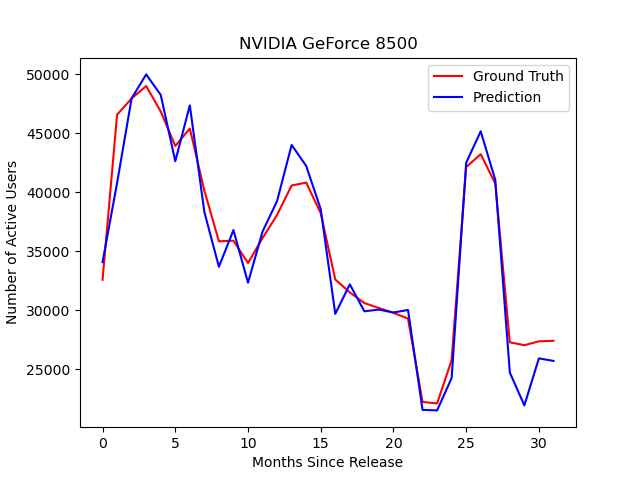 NVIDIA GeForce 8500
Ground Truth
Prediction
50000
45000
40000
35000
30000
25000
Number of Active Users
0 5 10 15 20 25 30
Months Since Release